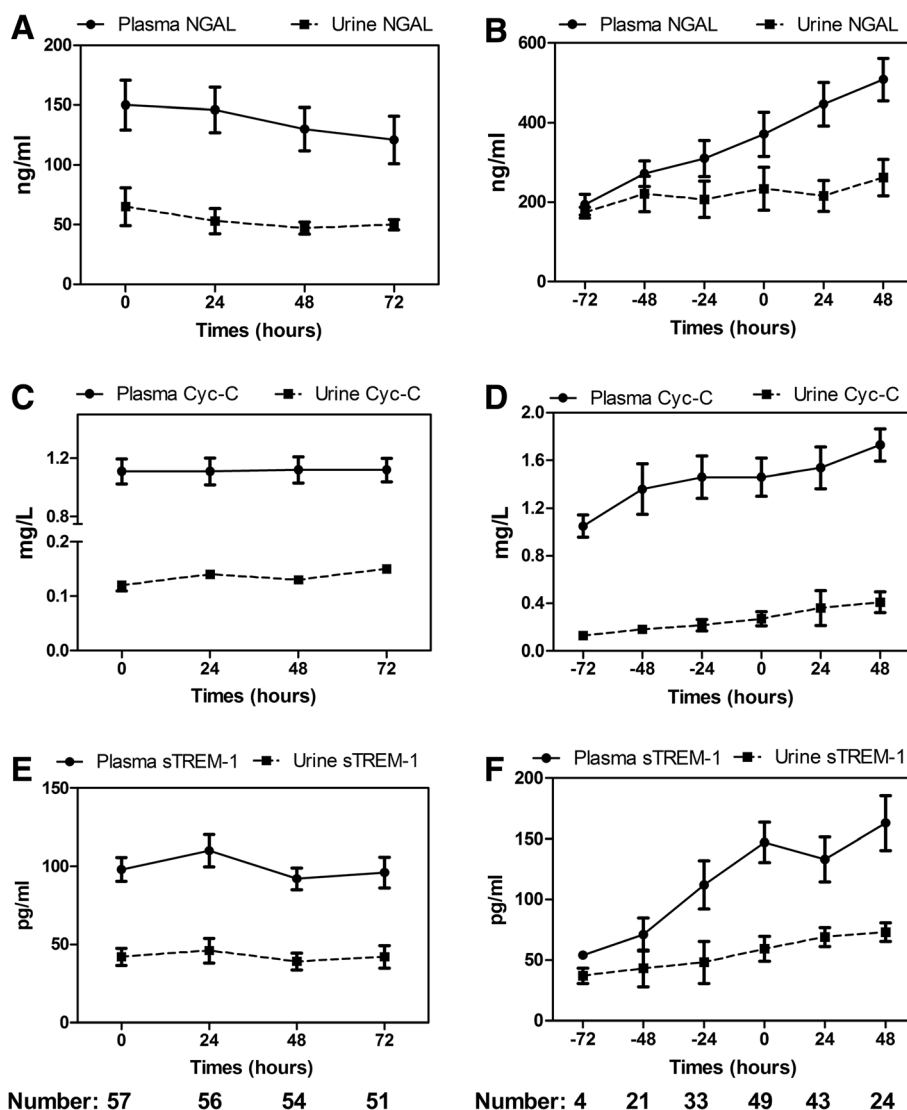 A
Plasma NGAL Urine NGAL
200
150
100
50
0
ng/ml
0 24 48 72
Times (hours)
B
Plasma NGAL Urine NGAL
600
400
200
0
ng/ml
-72 -48 -24 0 24 48
Times (hours)
C
Plasma Cyc-C Urine Cyc-C
1.2
0.8
0.2
0.1
0.0
mg/L
0 24 48 72
Times (hours)
D
Plasma Cyc-C Urine Cyc-C
2.0
1.6
1.2
0.8
0.4
0.0
mg/L
-72 -48 -24 0 24 48
Times (hours)
E
Plasma sTREM-1 Urine sTREM-1
150
100
50
0
pg/ml
0 24 48 72
Times (hours)
F
Plasma sTREM-1 Urine sTREM-1
200
150
100
50
0
pg/ml
-72 -48 -24 0 24 48
Times (hours)
Number: 57 56 54 51
Number: 4 21 33 49 43 24